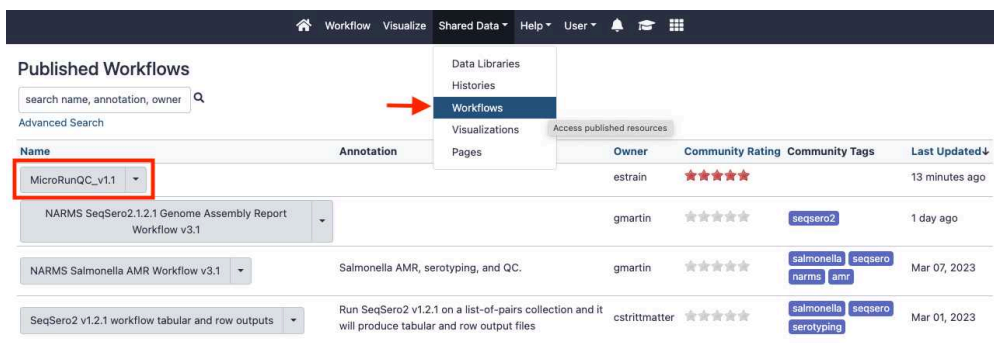 Workflow Visualize Shared Data Help User
Published Workflows
search name, annotation, owner
Advanced Search
Data Libraries
Histories
Workflows
Visualizations
Pages
Access published resources
Name Annotation Owner Community Rating Community Tags Last Updated↓
MicroRunQC_v1.1 estrain 13 minutes ago
NARMS SeqSero2.1.2.1 Genome Assembly Report
Workflow v3.1
gmartin seqsero2 1 day ago
NARMS Salmonella AMR Workflow v3.1 Salmonella AMR, serotyping, and QC. gmartin salmonella seqsero
narms amr
Mar 07, 2023
SeqSero2 v1.2.1 workflow tabular and row outputs
Run SeqSero2 v1.2.1 on a list-of-pairs collection and it
will produce tabular and row output files
cstrittmatter salmonella seqsero
serotyping
Mar 01, 2023